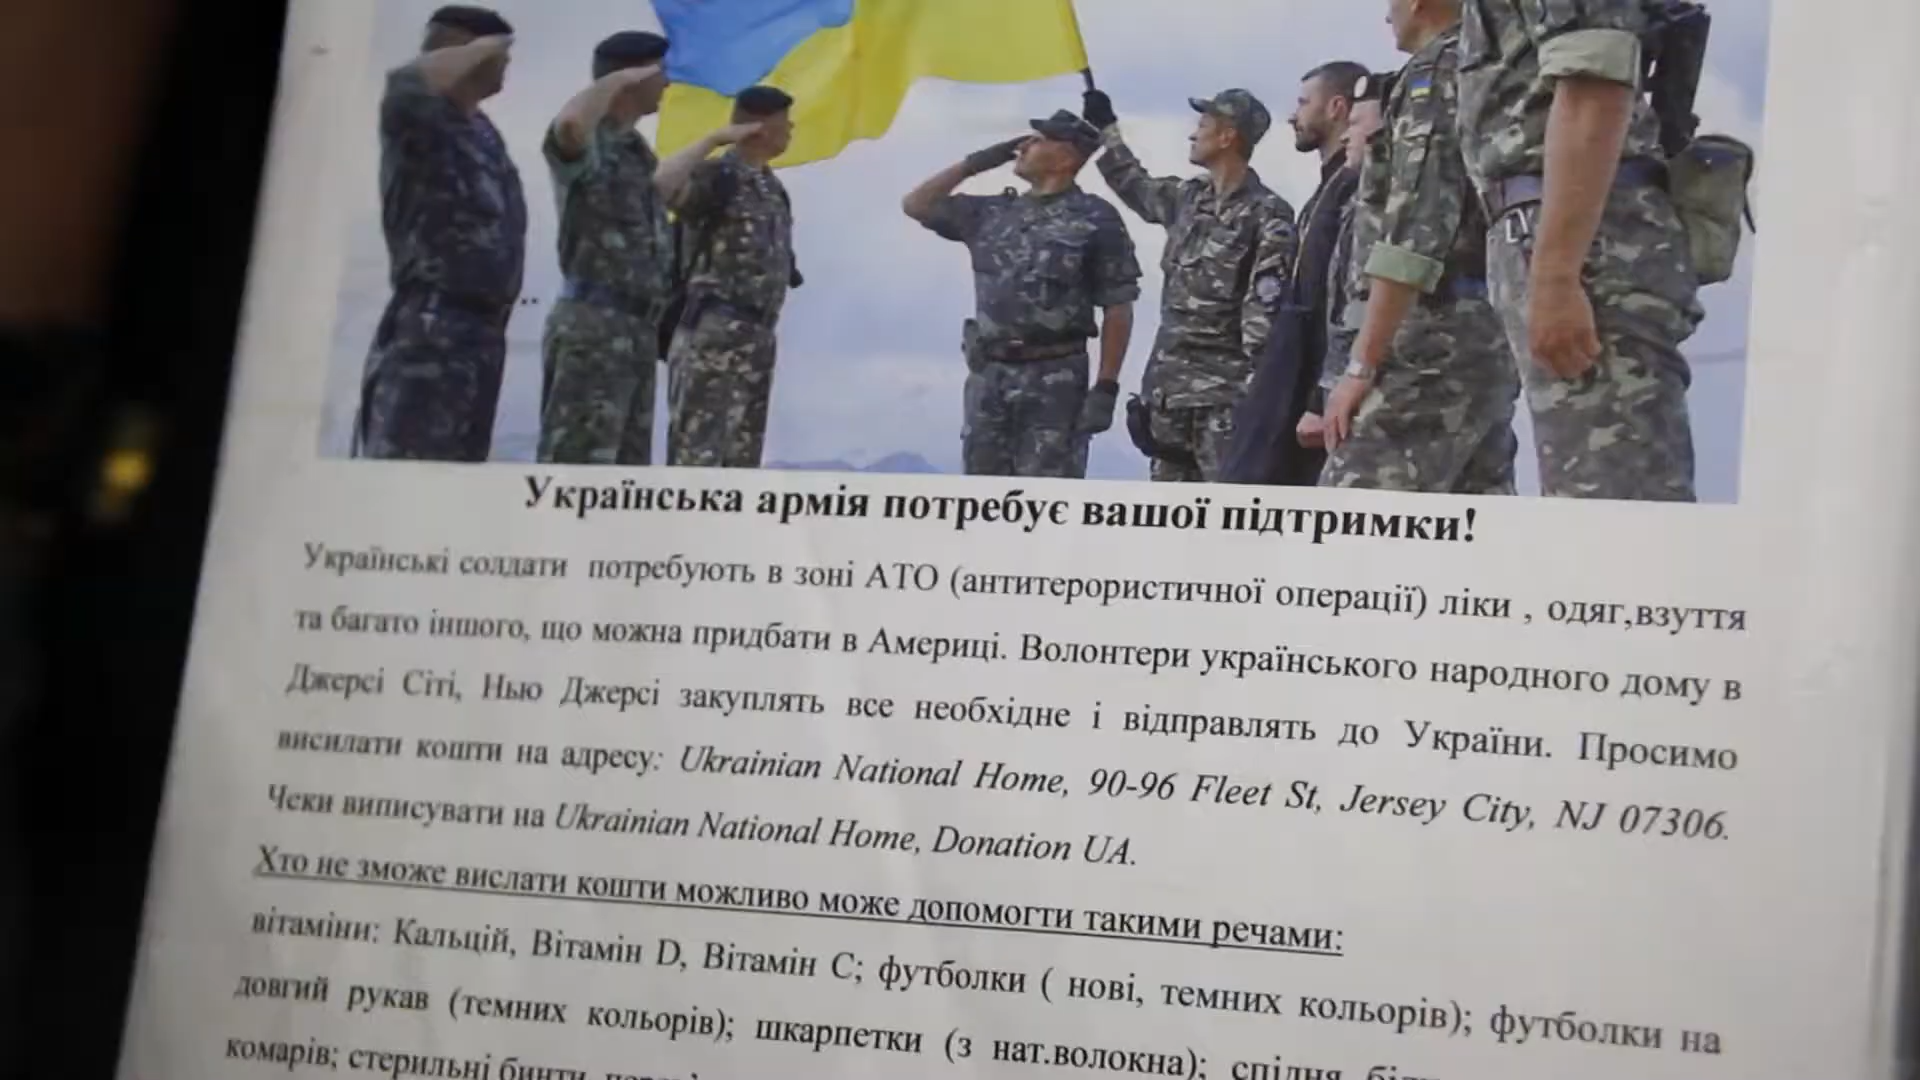 Українська армія потребує вашої підтримки!
Українські солдати потребують в зоні АТО (антитерористичної операції) ліки , одяг,взуття
та багато іншого, що можна придбати в Америці. Волонтери українського народного дому в
Джерсі Сіті, Нью Джерсі закуплять все необхідне і відправлять до України. Просимо
висилати кошти на адресу: Ukrainian National Home, 90-96 Fleet St, Jersey City, NJ 07306.
Чеки виписувати на Ukrainian National Home, Donation UA.
Хто не зможе вислати кошти можливо може допомогти такими речами:
вітаміни: Кальцій, Вітамін D, Вітамін С; футболки ( нові, темних кольорів); футболки на
довгий рукав (темних кольорів); шкарпетки (з нат.волокна); спідня
комарів; стерильні бинти